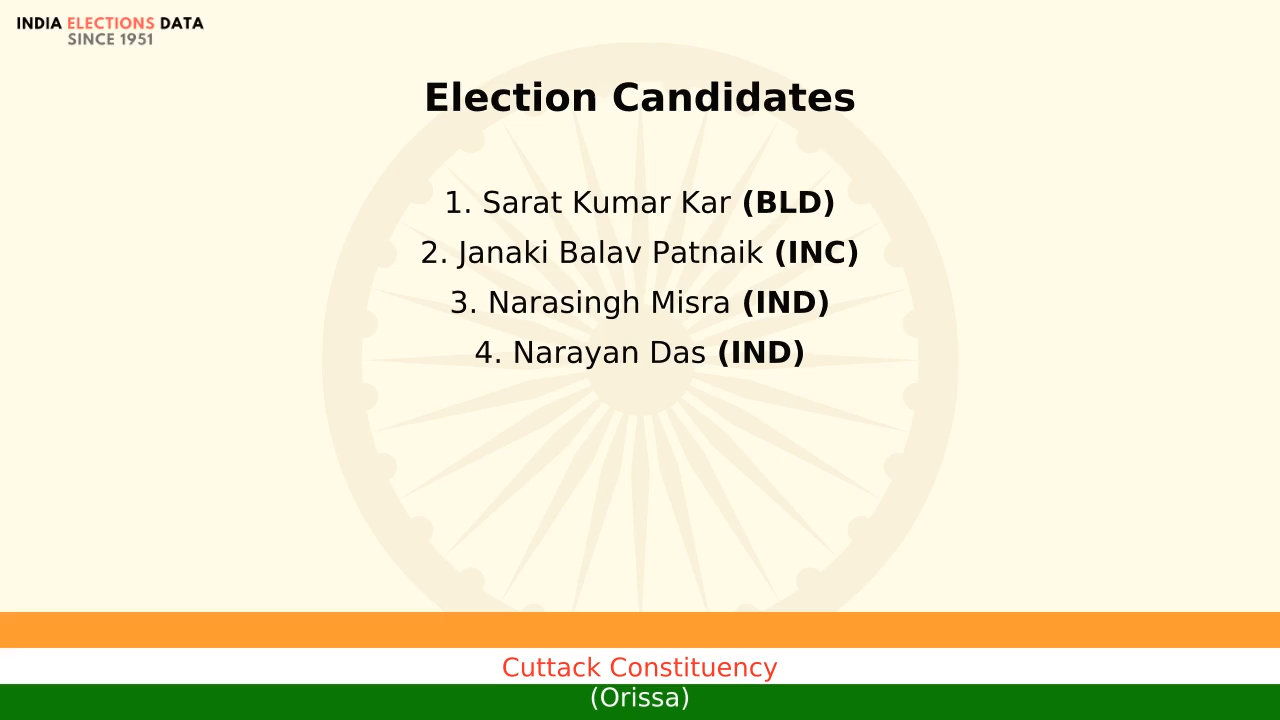 INDIA ELECTIONS DATA
SINCE 1951
Election Candidates
1. Sarat Kumar Kar (BLD)
2. Janaki Balav Patnaik (INC)
3. Narasingh Misra (IND)
4. Narayan Das (IND)
Cuttack Constituency
(Orissa)